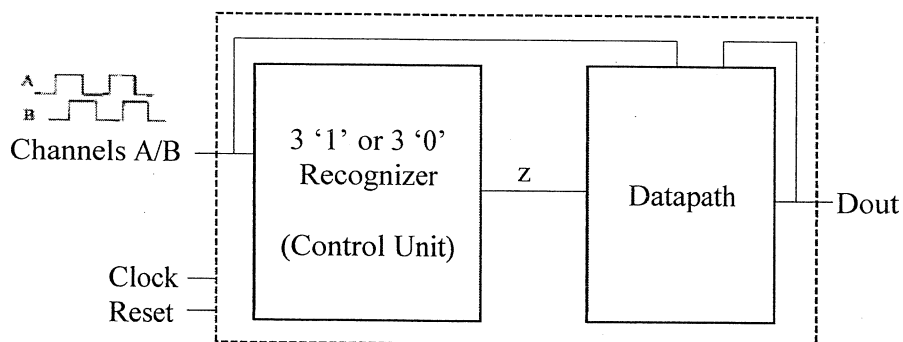 A
B
Channels A/B
3 '1' or 3 '0'
Recognizer
(Control Unit)
z
Datapath
Dout
Clock
Reset